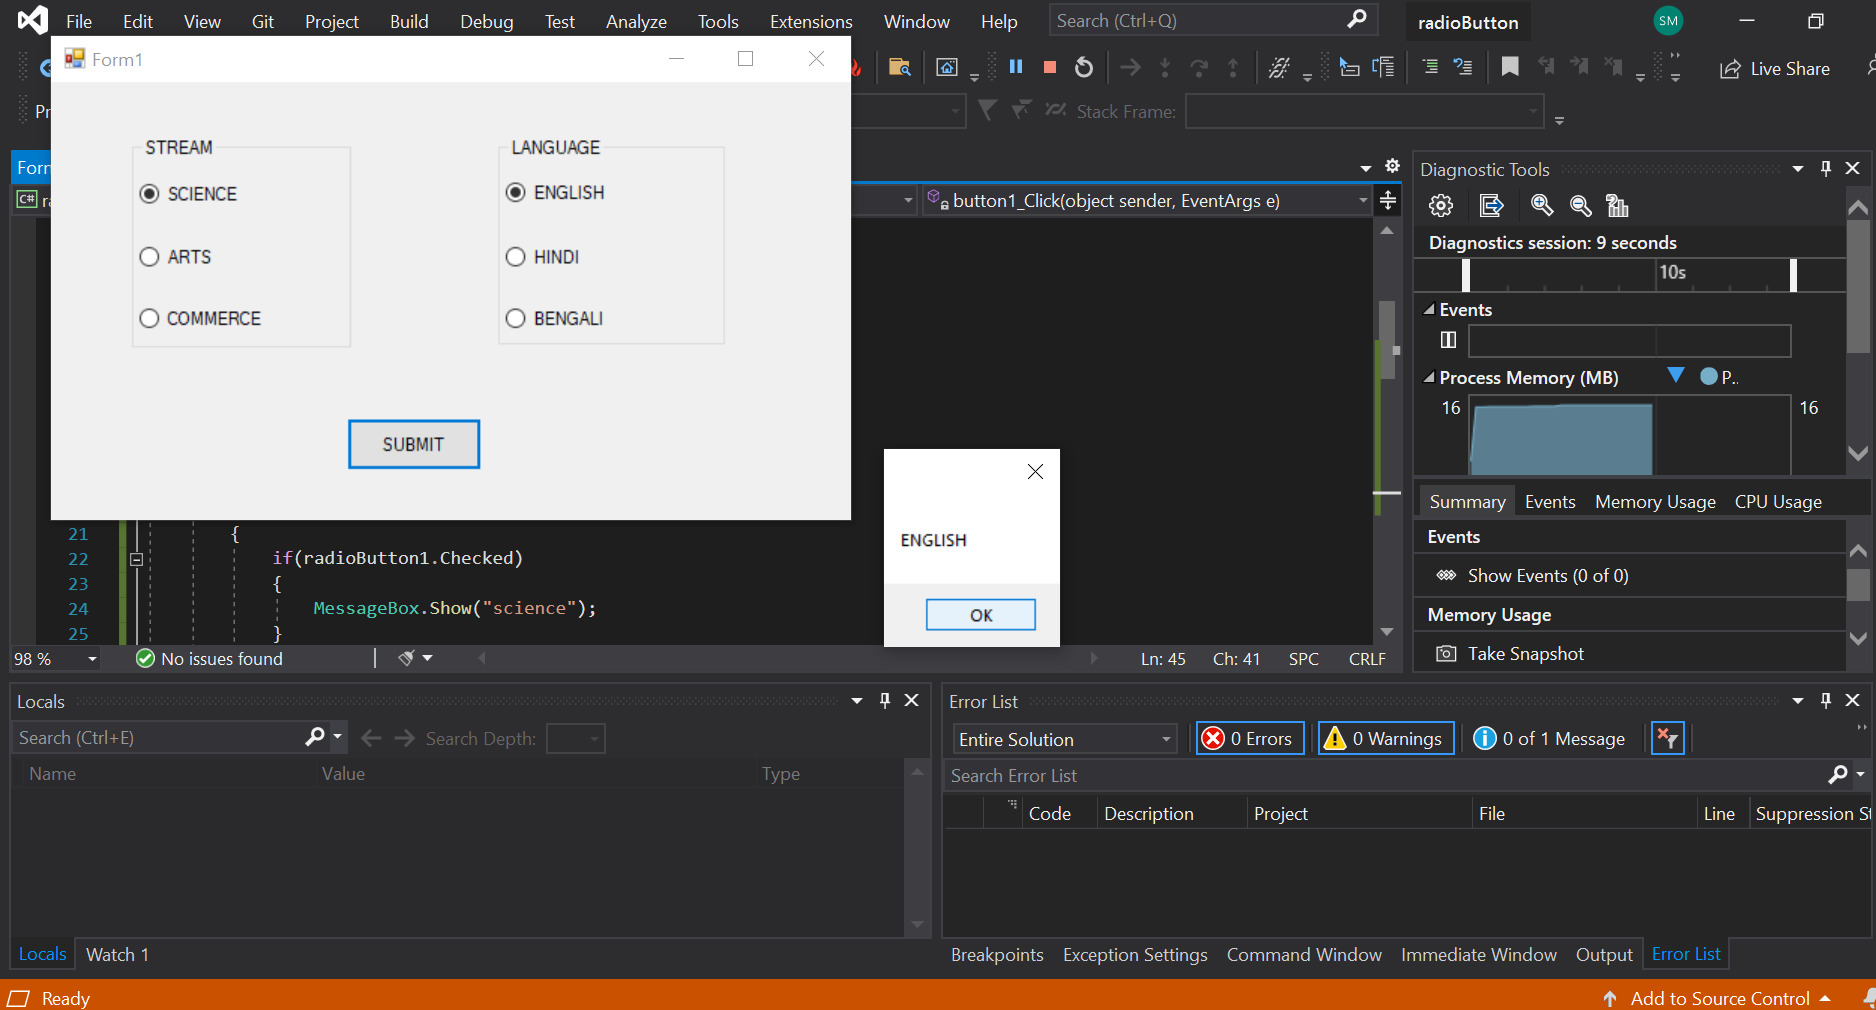 File Edit View Git Project Build Debug Test Analyze Tools Extensions Window Help Search (Ctrl+Q) radioButton SM
Form1
Live Share
Stack Frame:
STREAM
SCIENCE
ARTS
COMMERCE
LANGUAGE
ENGLISH
HINDI
BENGALI
SUBMIT
C#
button1_Click(object sender, EventArgs e)
ENGLISH
OK
21 {
22 if(radioButton1.Checked)
23 {
24 MessageBox.Show("science");
25 }
98 % No issues found Ln: 45 Ch: 41 SPC CRLF
Diagnostic Tools
Diagnostics session: 9 seconds
10s
Events
Process Memory (MB) P..
16 16
Summary Events Memory Usage CPU Usage
Events
Show Events (0 of 0)
Memory Usage
Take Snapshot
Locals
Search (Ctrl+E) Search Depth:
Name Value Type
Locals Watch 1
Error List
Entire Solution 0 Errors 0 Warnings 0 of 1 Message
Search Error List
Code Description Project File Line Suppression St
Breakpoints Exception Settings Command Window Immediate Window Output Error List
Ready Add to Source Control